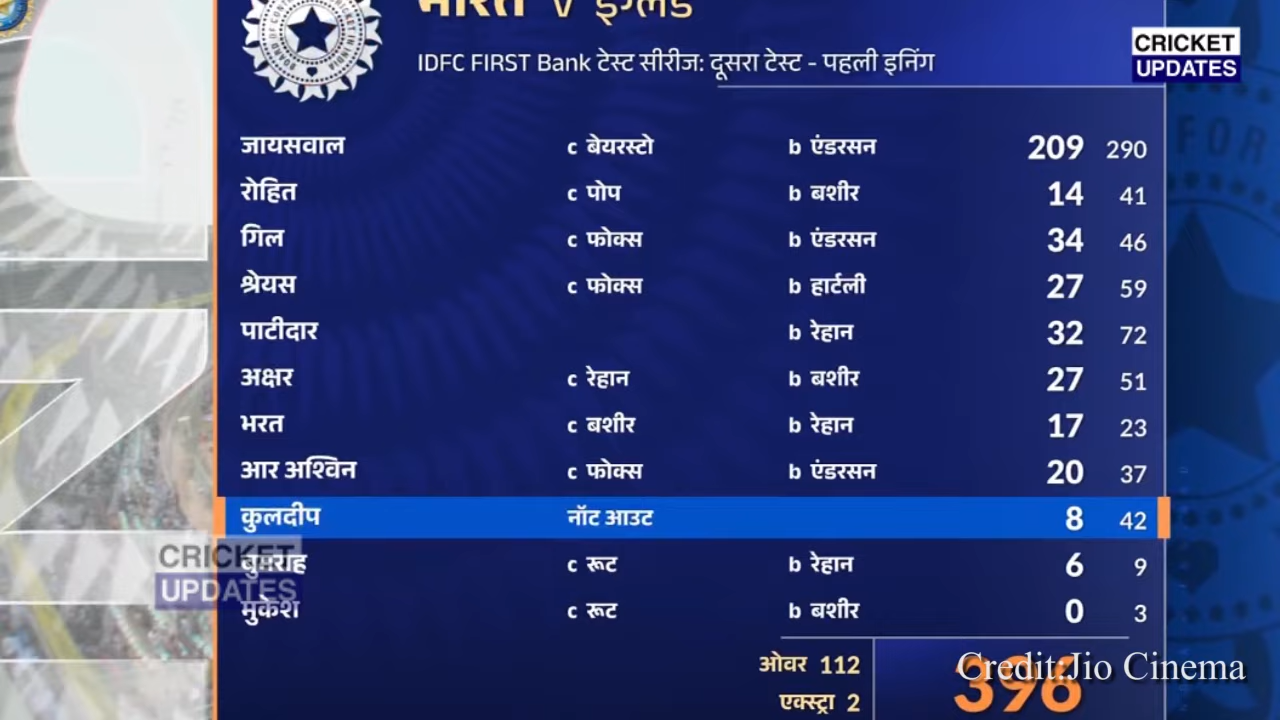 भारत v इंग्लैंड
CRICKET
UPDATES
IDFC FIRST Bank टेस्ट सीरीज: दूसरा टेस्ट - पहली इनिंग
जायसवाल c बेयरस्टो b एंडरसन 209 290
रोहित c पोप b बशीर 14 41
गिल c फोक्स b एंडरसन 34 46
श्रेयस c फोक्स b हार्टली 27 59
पाटीदार b रेहान 32 72
अक्षर c रेहान b बशीर 27 51
भरत c बशीर b रेहान 17 23
आर अश्विन c फोक्स b एंडरसन 20 37
कुलदीप नॉट आउट 8 42
CRICKET
UPDATES
बुमराह c रूट b रेहान 6 9
मुकेश c रूट b बशीर 0 3
ओवर 112
एक्स्ट्रा 2
396
Credit:Jio Cinema